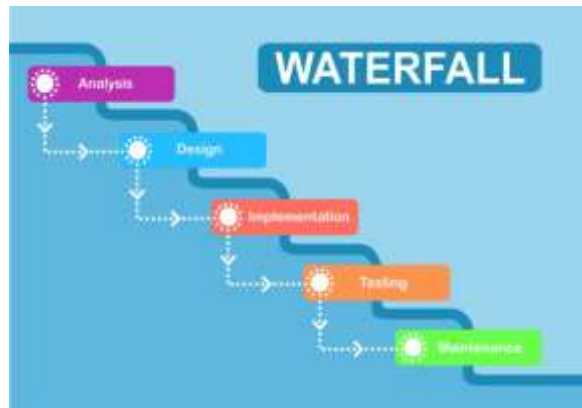 WATERFALL
Analysis
Design
Implementation
Testing
Maintenance